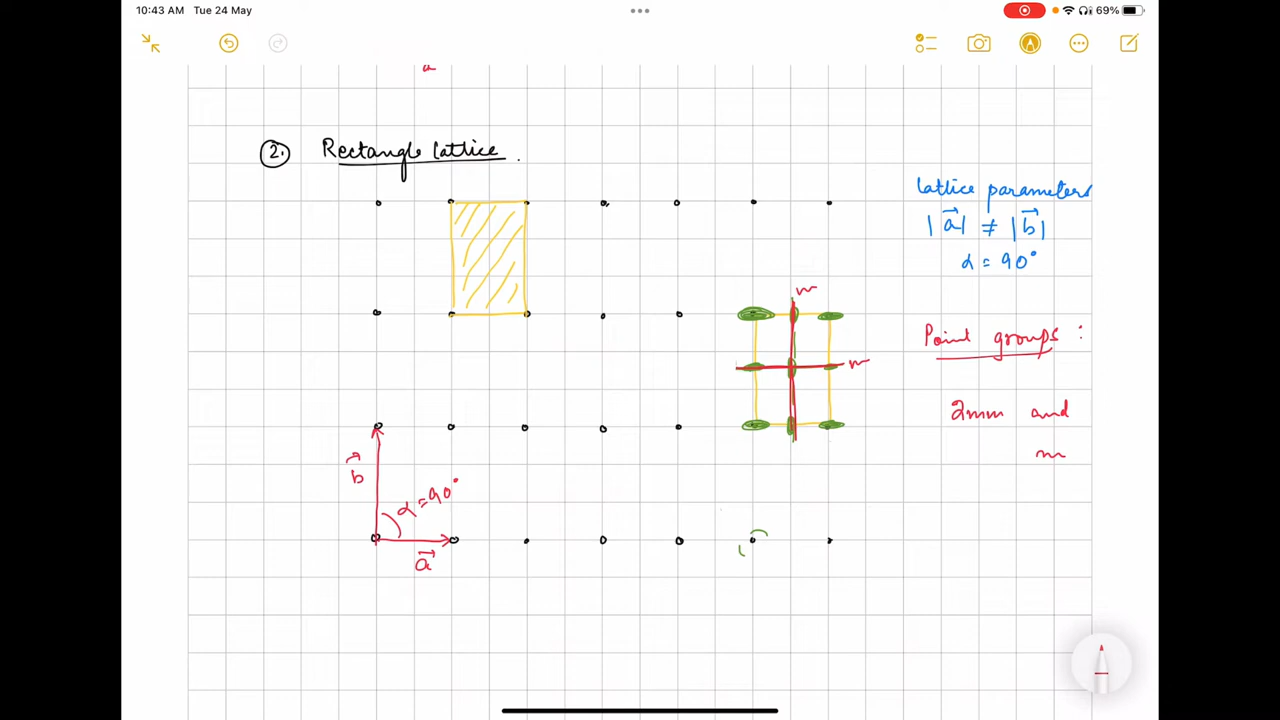 10:43 AM Tue 24 May
69%
a
2. Rectangle lattice.
lattice parameters
|a⃗| ≠ |b⃗|
α = 90°
m
m
Point groups :
2mm and
m
b⃗
α = 90°
a⃗